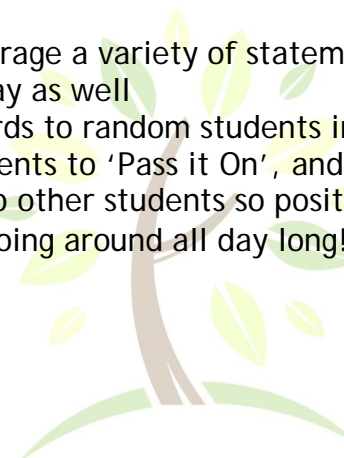 rage a variety of statem
ay as well
rds to random students i
ents to 'Pass it On', and
o other students so posit
oing around all day long!